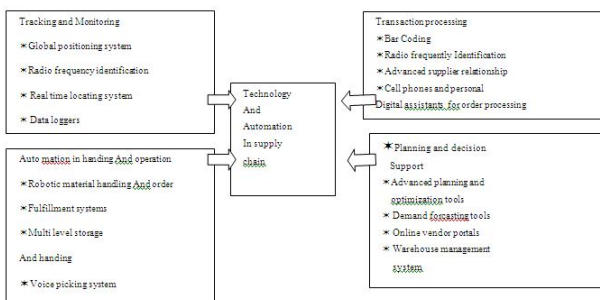 Tracking and Monitoring
✶Global positioning system
✶Radio frequency identification
✶ Real time locating system
✶ Data loggers
Auto mation in handing And operation
✶Robotic material handling And order
✶Fulfillment systems
✶Multi level storage
And handing
✶ Voice picking system
Technology
And
Automation
In supply
chain
Transaction processing
✶Bar Coding
✶Radio frequently Identification
✶Advanced supplier relationship
✶Cell phones and personal
Digital assistants for order processing
✶Planning and decision
Support
✶Advanced planning and
optimization tools
✶ Demand forcasting tools
✶ Online vendor portals
✶ Warehouse management
system